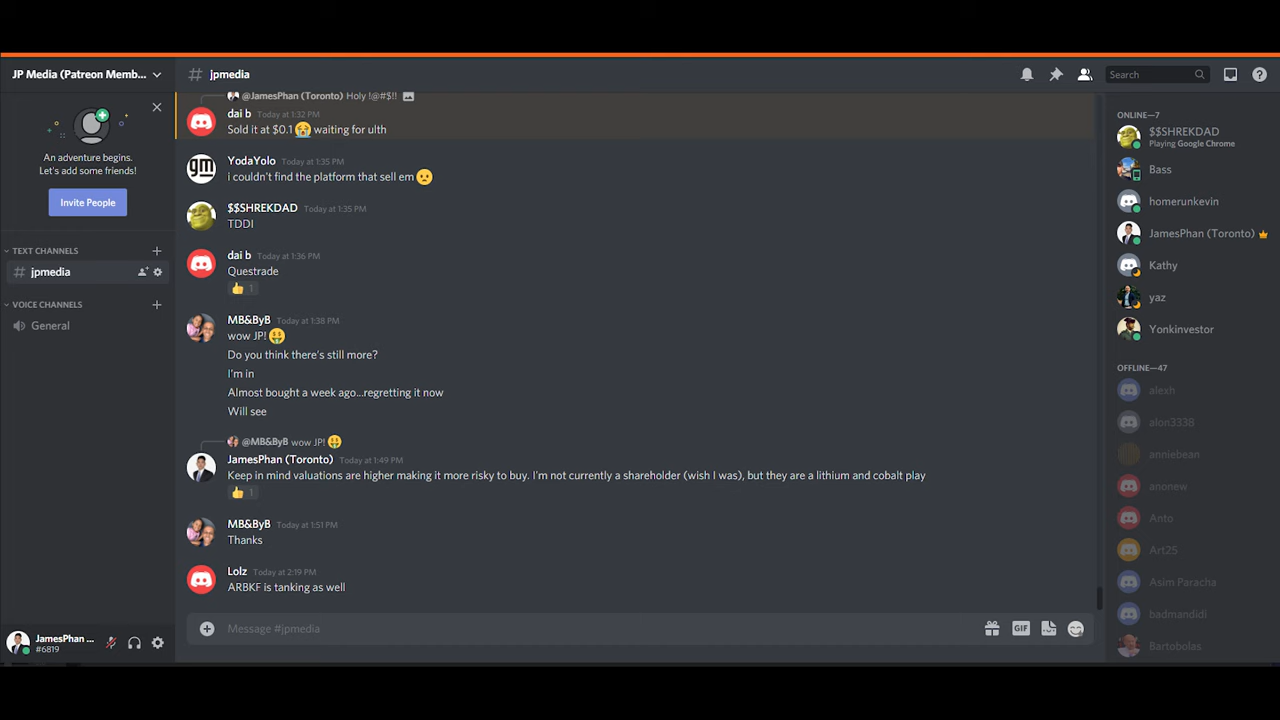 JP Media (Patreon Memb...
# jpmedia
Search
An adventure begins.
Let's add some friends!
Invite People
TEXT CHANNELS
# jpmedia
VOICE CHANNELS
General
JamesPhan ...
#6819
@JamesPhan (Toronto) Holy !@#$!!
dai b Today at 1:32 PM
Sold it at $0.1 😭 waiting for ulth
gm
YodaYolo Today at 1:35 PM
i couldn't find the platform that sell em 🙁
$$SHREKDAD Today at 1:35 PM
TDDI
dai b Today at 1:36 PM
Questrade
👍 1
MB&ByB Today at 1:38 PM
wow JP! 🤑
Do you think there's still more?
I'm in
Almost bought a week ago...regretting it now
Will see
@MB&ByB wow JP! 🤑
JamesPhan (Toronto) Today at 1:49 PM
Keep in mind valuations are higher making it more risky to buy. I'm not currently a shareholder (wish I was), but they are a lithium and cobalt play
👍 1
MB&ByB Today at 1:51 PM
Thanks
Lolz Today at 2:19 PM
ARBKF is tanking as well
Message #jpmedia
GIF
ONLINE—7
$$SHREKDAD
Playing Google Chrome
Bass
homerunkevin
JamesPhan (Toronto)
Kathy
yaz
Yonkinvestor
OFFLINE—47
alexh
alon3338
anniebean
anonew
Anto
Art25
Asim Paracha
badmandidi
Bartobolas